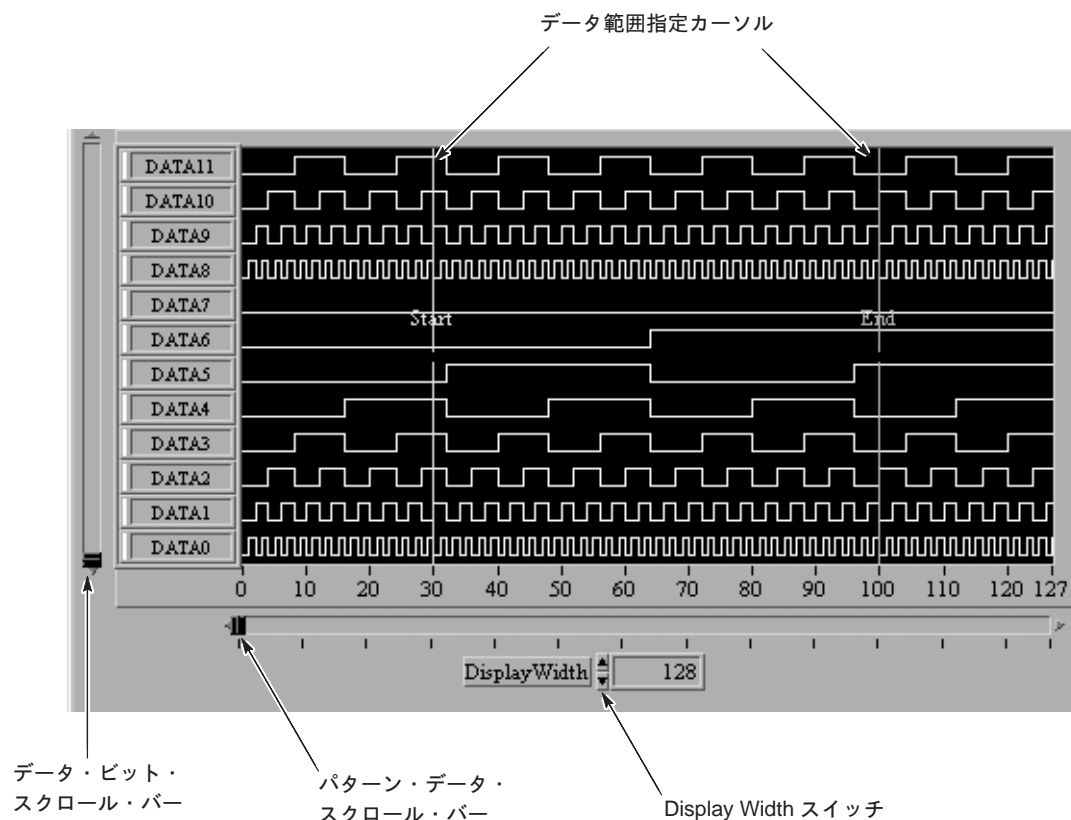 データ範囲指定カーソル
DATA11
DATA10
DATA9
DATA8
DATA7
Start
End
DATA6
DATA5
DATA4
DATA3
DATA2
DATA1
DATA0
0 10 20 30 40 50 60 70 80 90 100 110 120 127
DisplayWidth 128
データ・ビット・
スクロール・バー
パターン・データ・
スクロール・バー
Display Width スイッチ